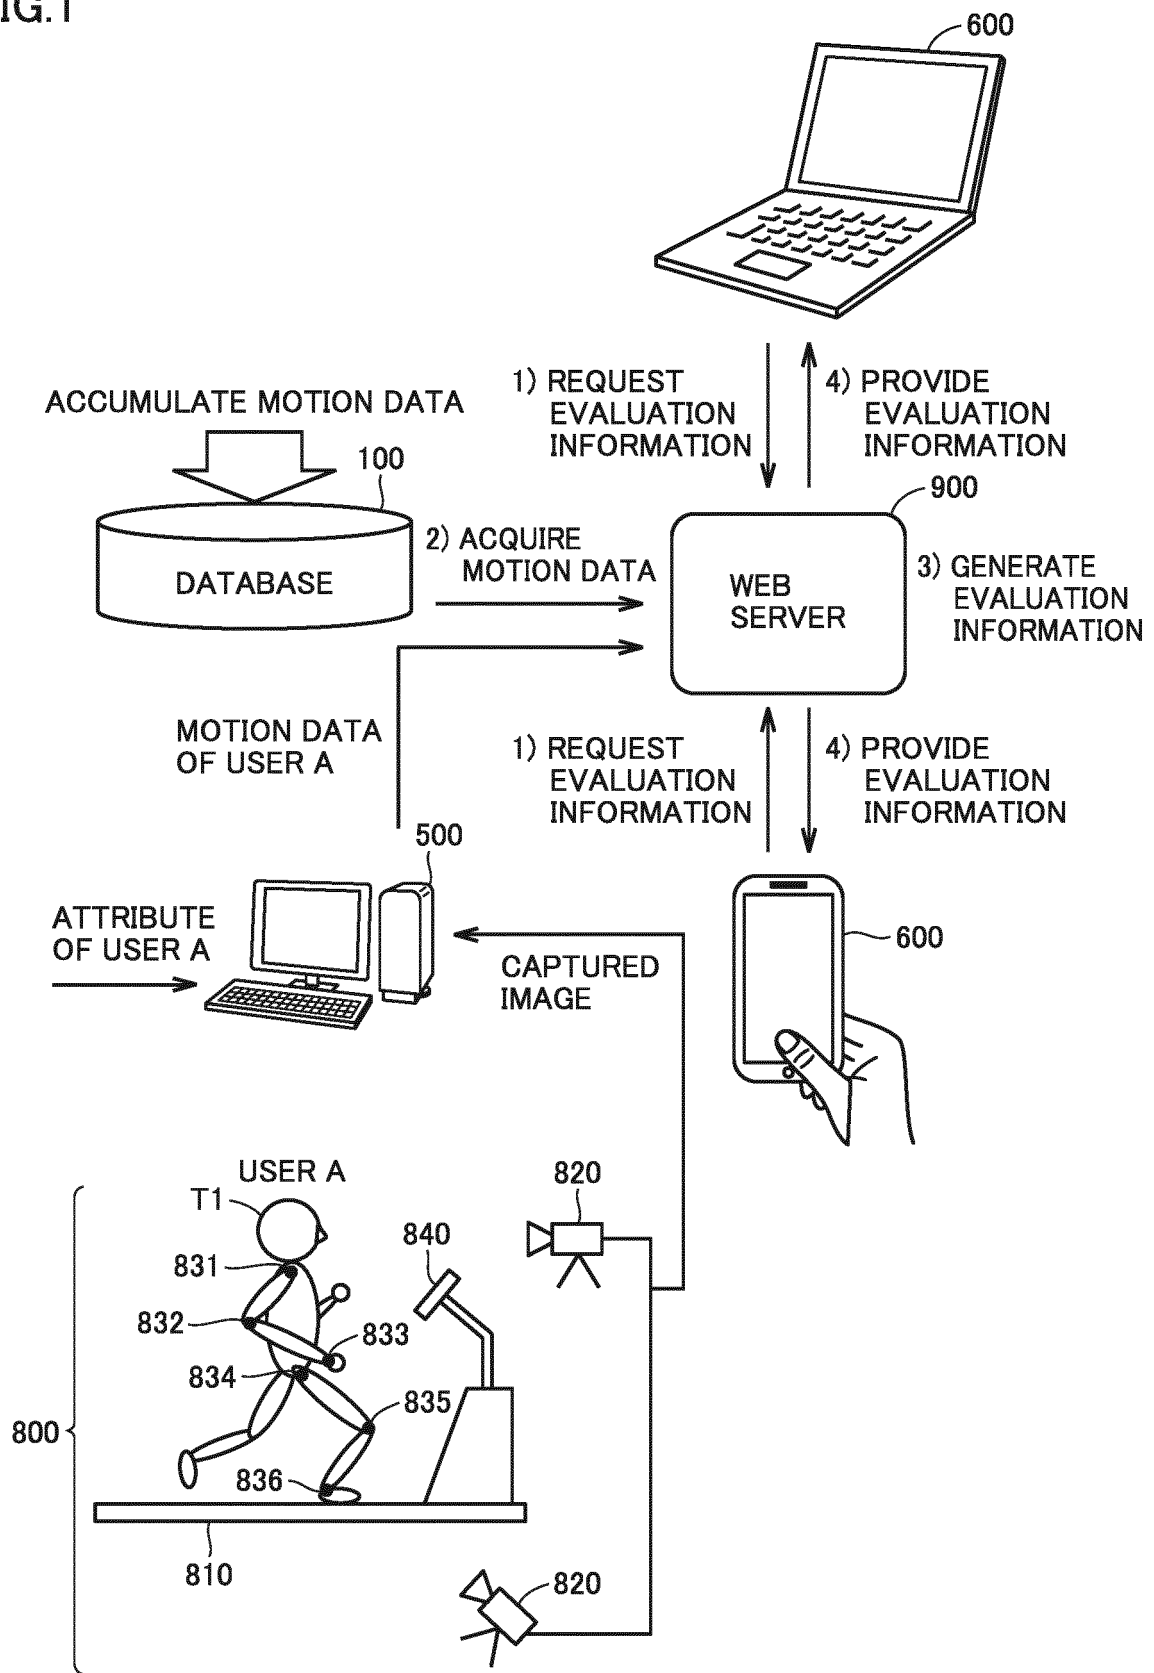 IG.1
600
1) REQUEST
EVALUATION
INFORMATION
4) PROVIDE
EVALUATION
INFORMATION
ACCUMULATE MOTION DATA
100
900
DATABASE
2) ACQUIRE
MOTION DATA
WEB
SERVER
3) GENERATE
EVALUATION
INFORMATION
MOTION DATA
OF USER A
1) REQUEST
EVALUATION
INFORMATION
4) PROVIDE
EVALUATION
INFORMATION
500
ATTRIBUTE
OF USER A
CAPTURED
IMAGE
600
USER A
T1
820
840
831
832
833
834
835
800
836
810
820